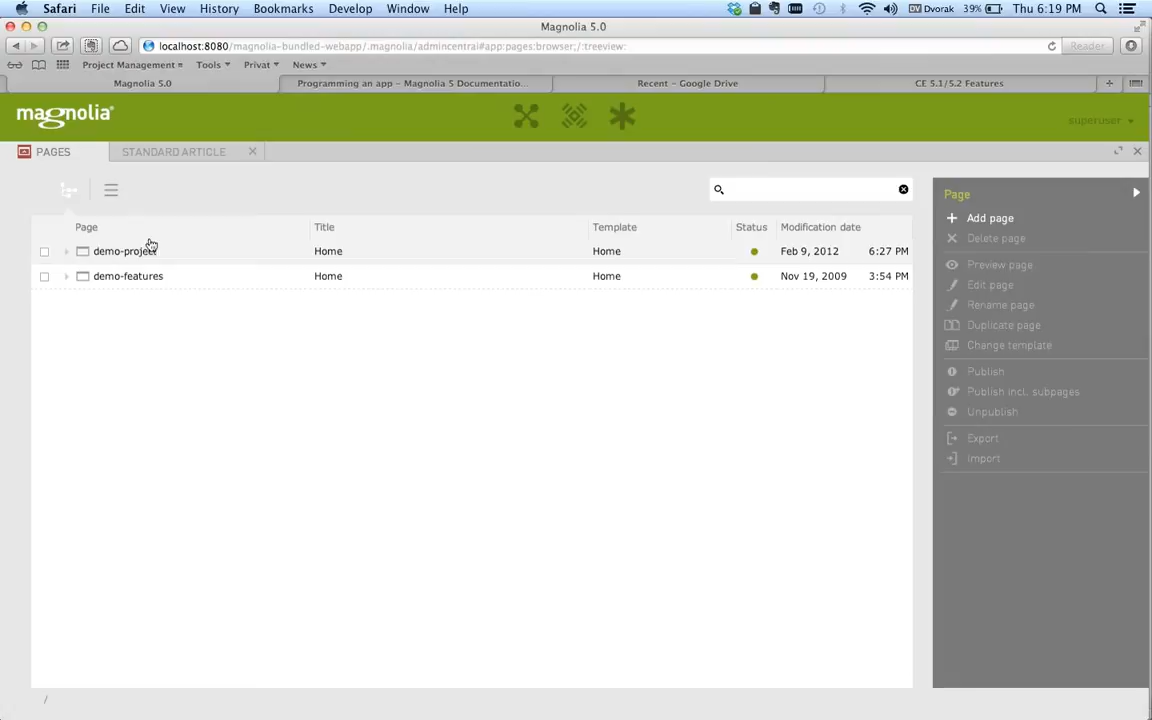 Safari File Edit View History Bookmarks Develop Window Help DV Dvorak 39% Thu 6:19 PM
Magnolia 5.0
localhost:8080/magnolia-bundled-webapp/.magnolia/admincentral#app:pages:browser;/:treeview: Reader
Project Management Tools Privat News
Magnolia 5.0 Programming an app – Magnolia 5 Documentatio... Recent – Google Drive CE 5.1/5.2 Features
magnolia superuser
PAGES STANDARD ARTICLE
Page
Page Title Template Status Modification date
Add page
Delete page
demo-project Home Home Feb 9, 2012 6:27 PM
demo-features Home Home Nov 19, 2009 3:54 PM
Preview page
Edit page
Rename page
Duplicate page
Change template
Publish
Publish incl. subpages
Unpublish
Export
Import
/